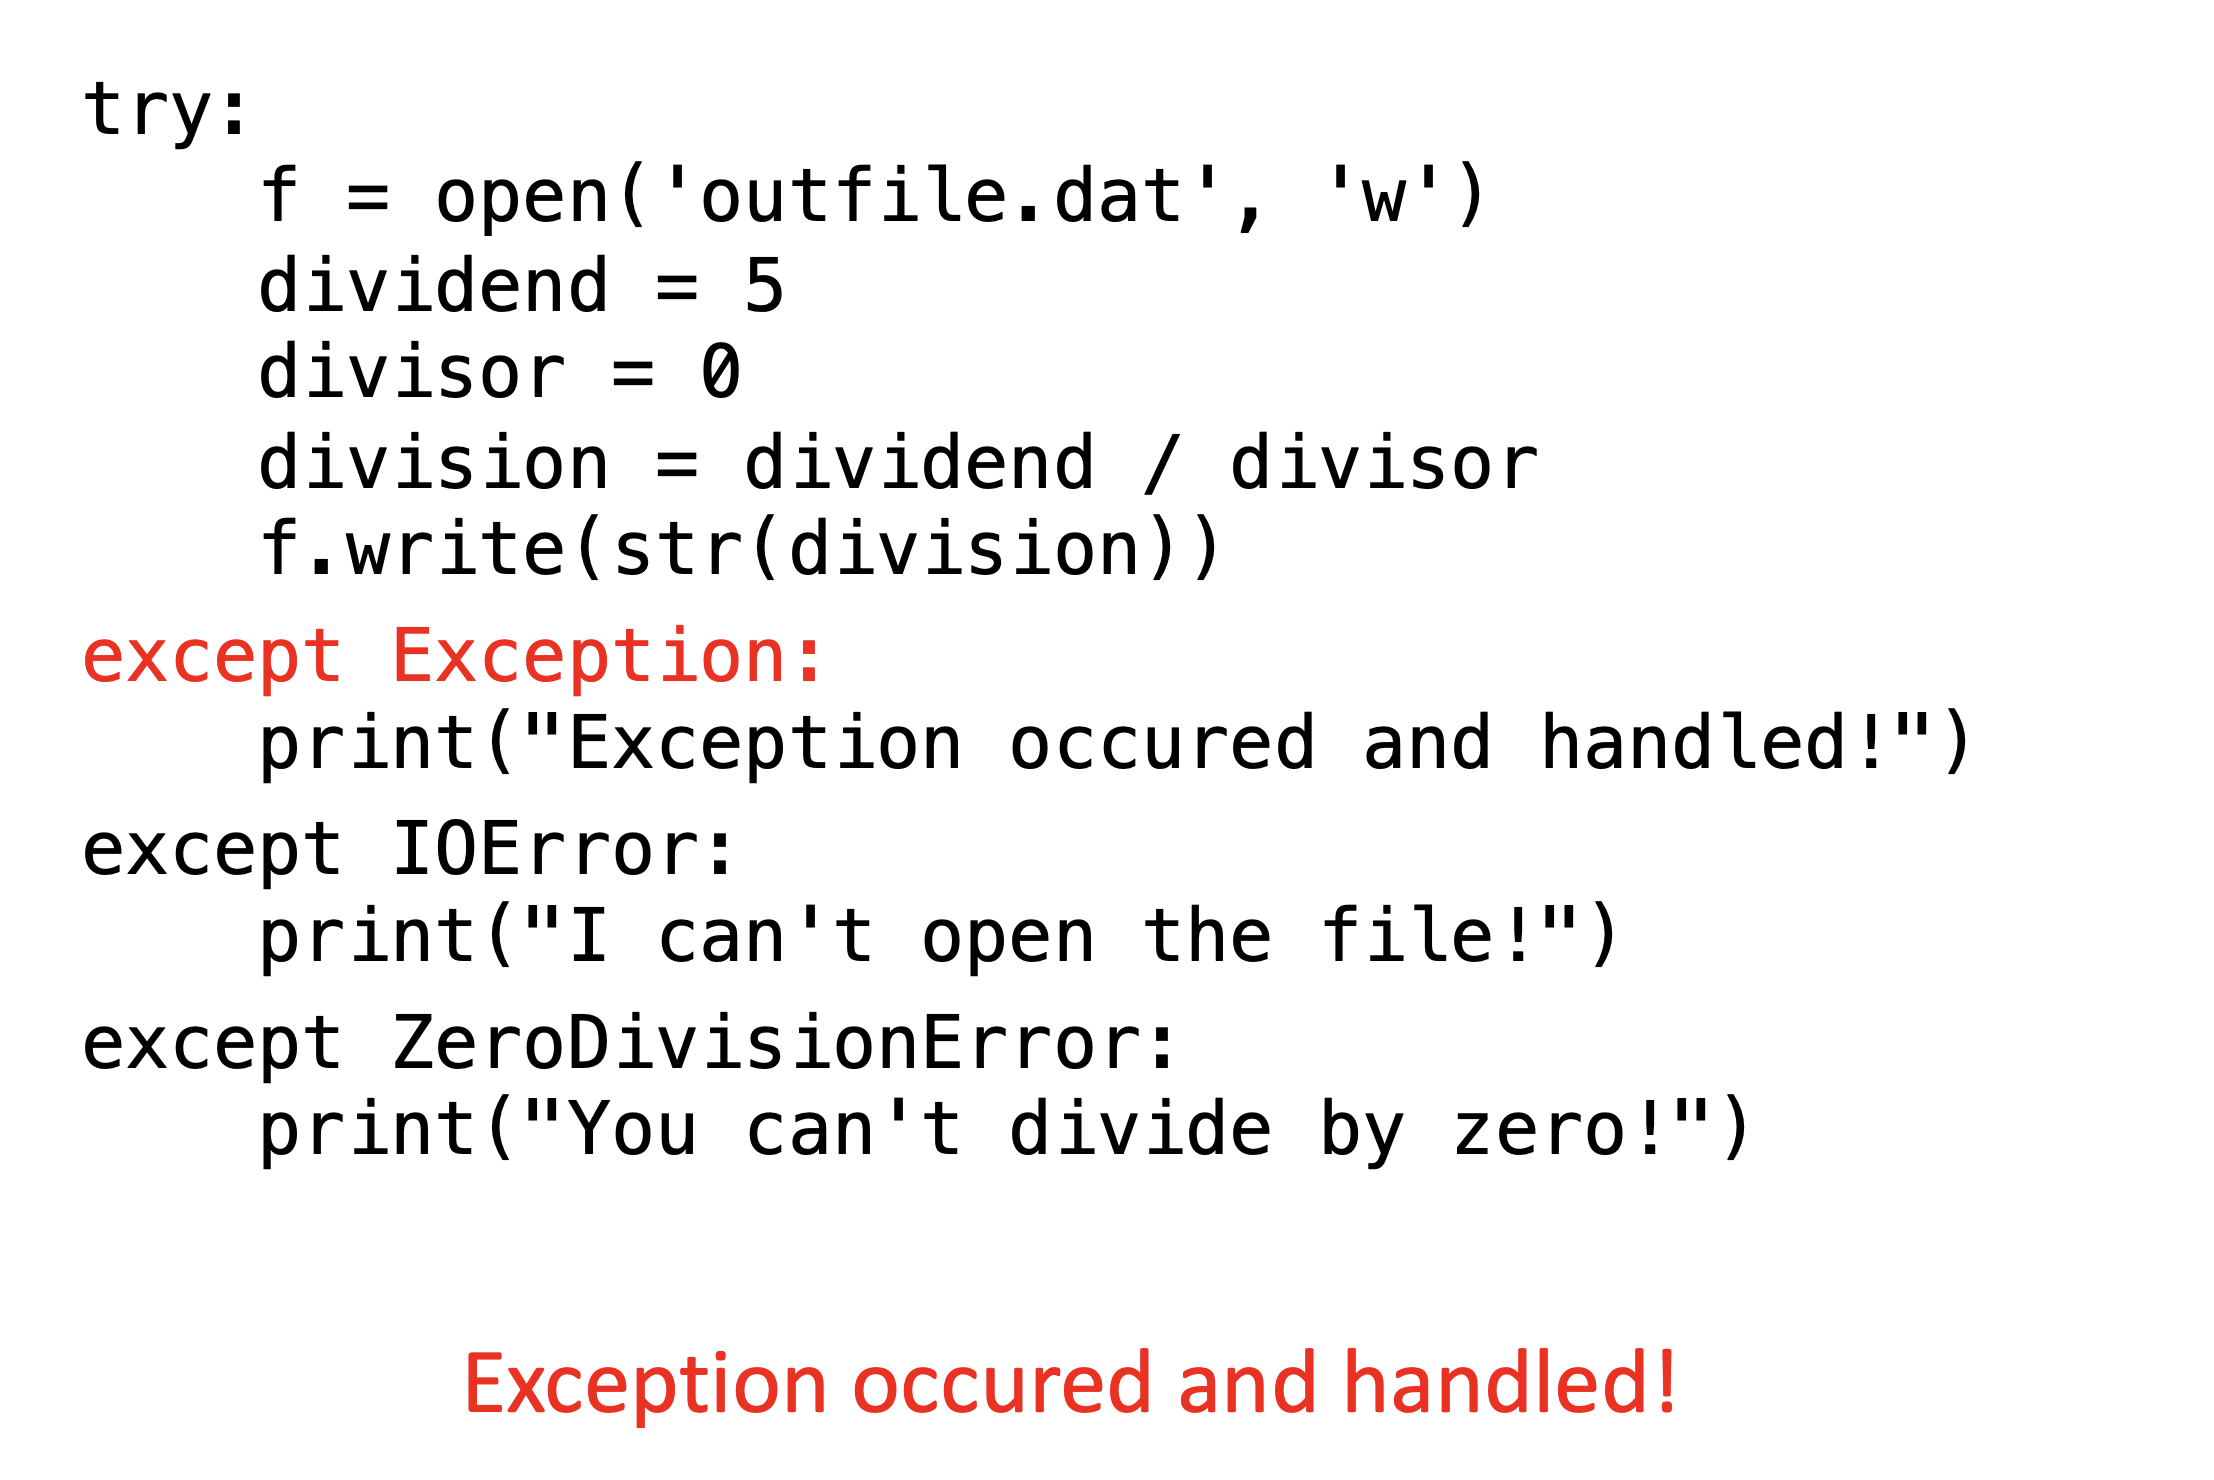 try:
    f = open('outfile.dat', 'w')
    dividend = 5
    divisor = 0
    division = dividend / divisor
    f.write(str(division))
except Exception:
    print("Exception occured and handled!")
except IOError:
    print("I can't open the file!")
except ZeroDivisionError:
    print("You can't divide by zero!")
Exception occured and handled!